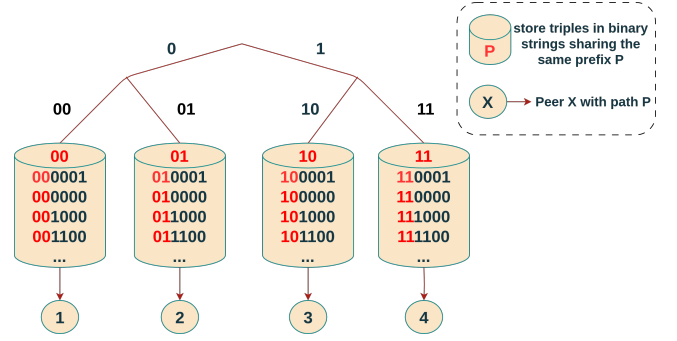 0 1
store triples in binary
strings sharing the
same prefix P
P
X Peer X with path P
00 01 10 11
00 01 10 11
000001 010001 100001 110001
000000 010000 100000 110000
001000 011000 101000 111000
001100 011100 101100 111100
... ... ... ...
1 2 3 4